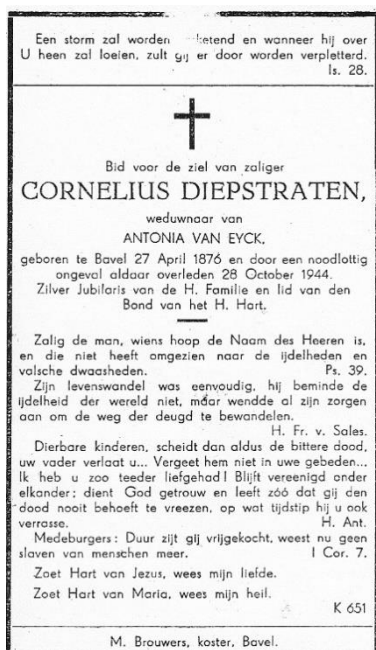 Een storm zal worden ketend en wanneer hij over
U heen zal loeien, zult gij er door worden verpletterd.
Is. 28.
Bid voor de ziel van zaliger
CORNELIUS DIEPSTRATEN,
weduwnaar van
ANTONIA VAN EYCK,
geboren te Bavel 27 April 1876 en door een noodlottig
ongeval aldaar overleden 28 October 1944.
Zilver Jubilaris van de H. Familie en lid van den
Bond van het H. Hart.
Zalig de man, wiens hoop de Naam des Heeren is,
en die niet heeft omgezien naar de ijdelheden en
valsche dwaasheden. Ps. 39.
Zijn levenswandel was eenvoudig, hij beminde de
ijdelheid der wereld niet, maar wendde al zijn zorgen
aan om de weg der deugd te bewandelen.
H. Fr. v. Sales.
Dierbare kinderen, scheidt dan aldus de bittere dood,
uw vader verlaat u... Vergeet hem niet in uwe gebeden...
Ik heb u zoo teeder liefgehad! Blijft vereenigd onder
elkander; dient God getrouw en leeft zóó dat gij den
dood nooit behoeft te vreezen, op wat tijdstip hij u ook
verrasse. H. Ant.
Medeburgers: Duur zijt gij vrijgekocht, weest nu geen
slaven van menschen meer. I Cor. 7.
Zoet Hart van Jezus, wees mijn liefde.
Zoet Hart van Maria, wees mijn heil.
K 651
M. Brouwers, koster, Bavel.